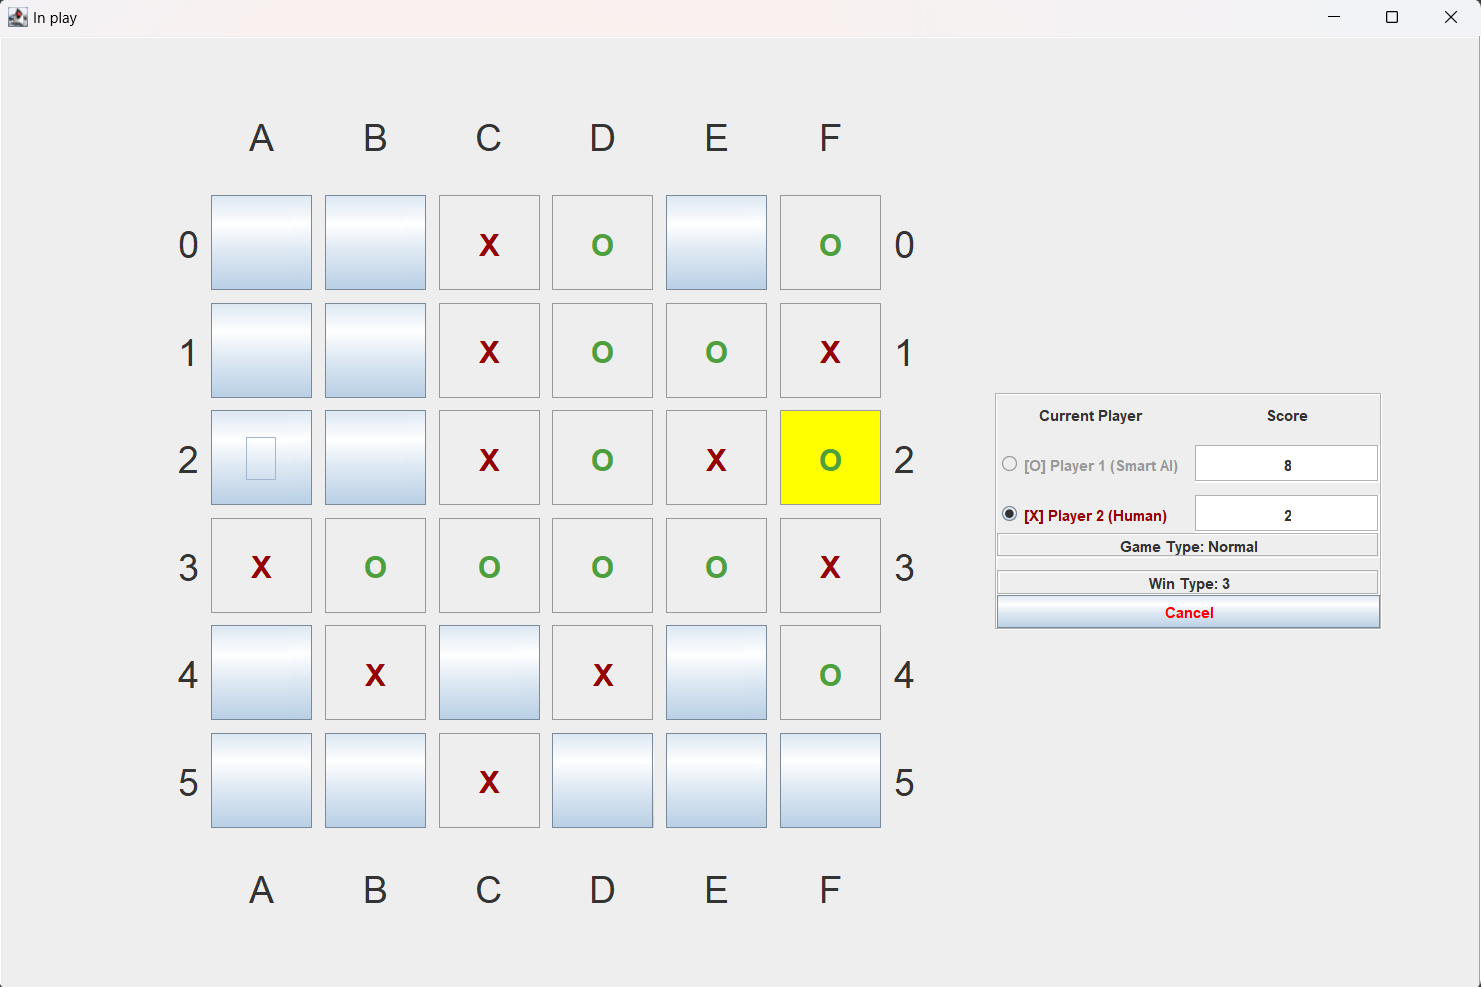 In play
A B C D E F
0 X O O 0
1 X O O X 1
2 X O X O 2
3 X O O O O X 3
4 X X O 4
5 X 5
A B C D E F
Current Player Score
[O] Player 1 (Smart AI) 8
[X] Player 2 (Human) 2
Game Type: Normal
Win Type: 3
Cancel